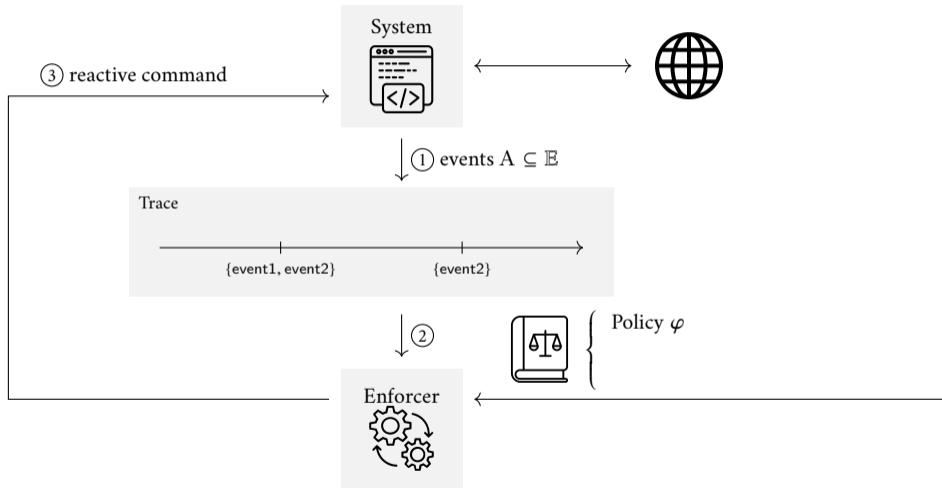 System
</>
③ reactive command
① events A ⊆ 𝔼
Trace
{event1, event2}
{event2}
②
Policy φ
Enforcer